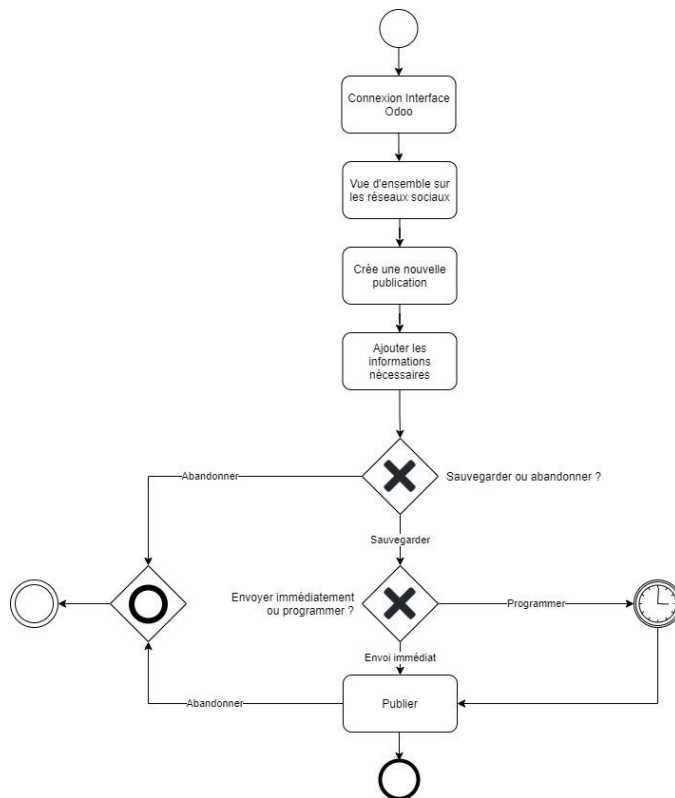 Connexion Interface
Odoo
Vue d'ensemble sur
les réseaux sociaux
Crée une nouvelle
publication
Ajouter les
informations
nécessaires
Abandonner
Sauvegarder ou abandonner ?
Sauvegarder
Envoyer immédiatement
ou programmer ?
Programmer
Envoi immédiat
Abandonner
Publier